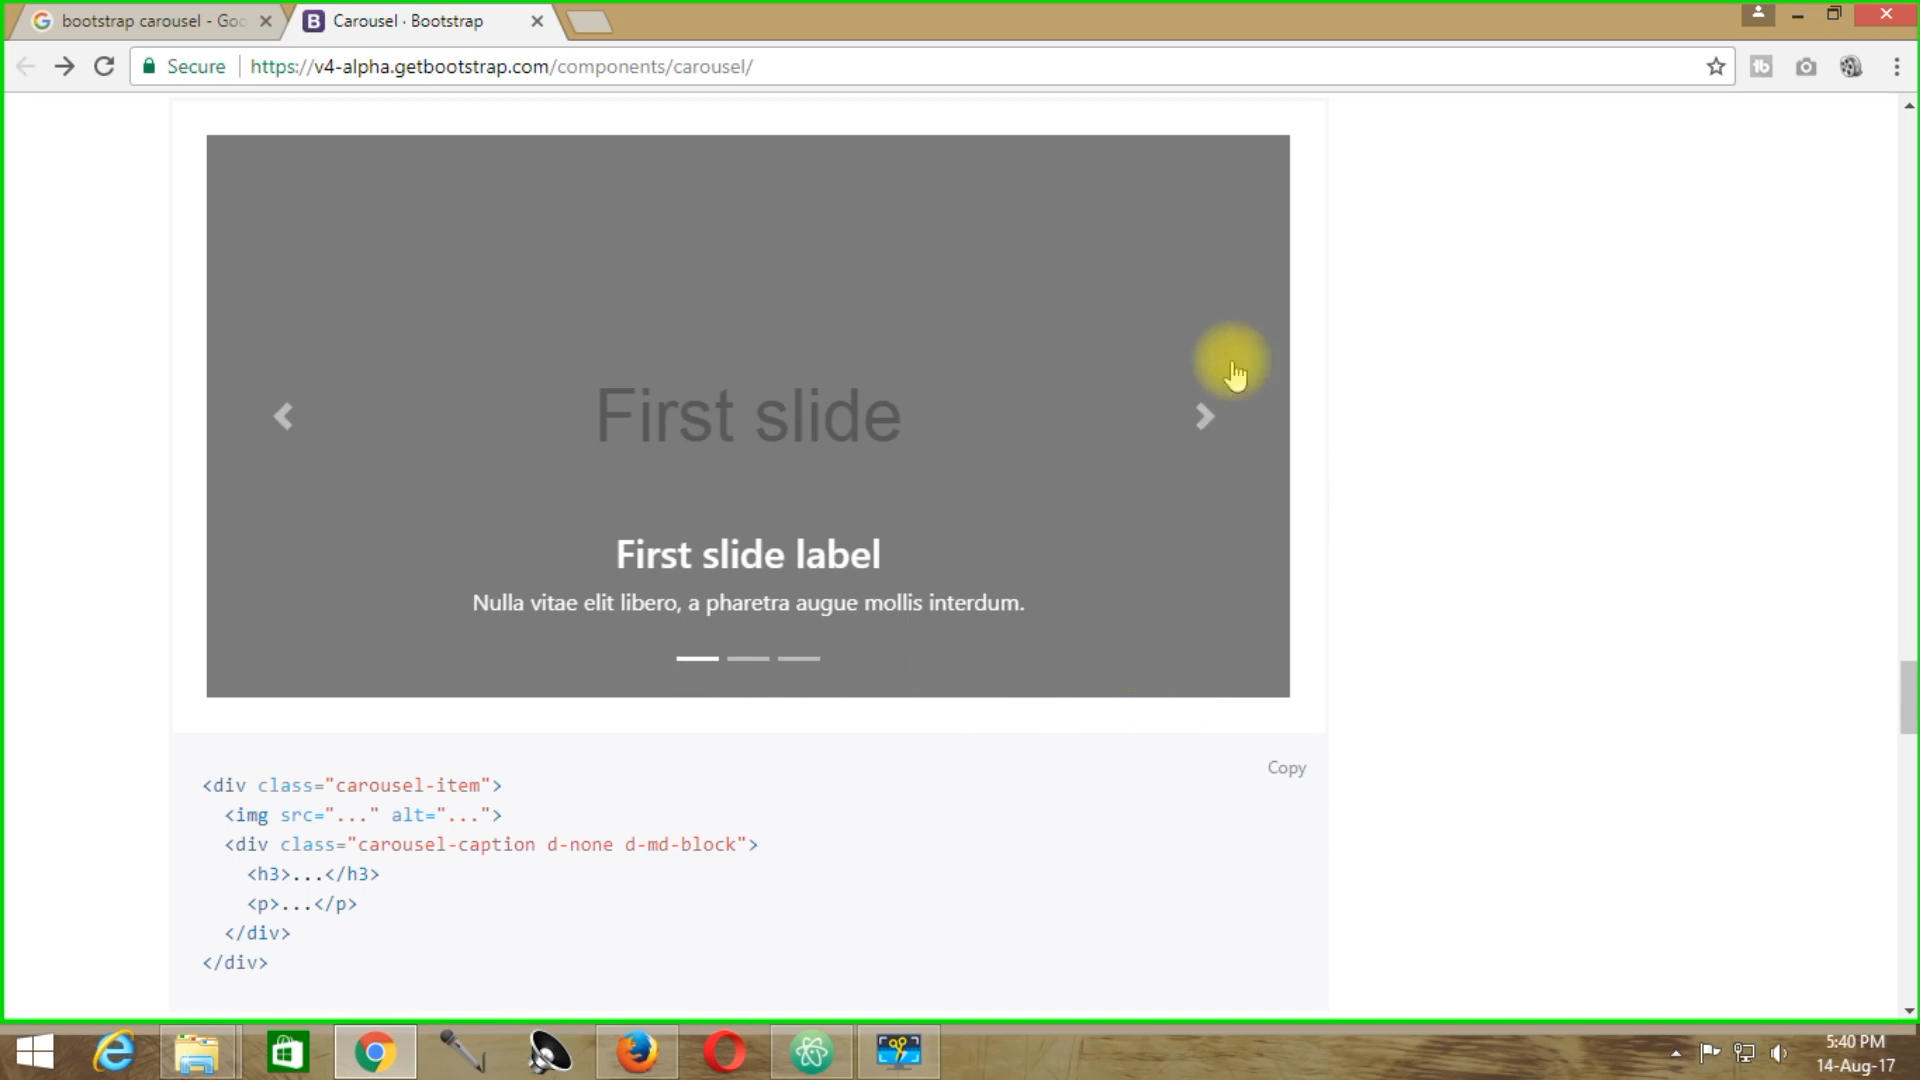 bootstrap carousel - Goo
Carousel · Bootstrap
Secure
https://v4-alpha.getbootstrap.com/components/carousel/
First slide
First slide label
Nulla vitae elit libero, a pharetra augue mollis interdum.
Copy
<div class="carousel-item">
<img src="..." alt="...">
<div class="carousel-caption d-none d-md-block">
<h3>...</h3>
<p>...</p>
</div>
</div>
5:40 PM
14-Aug-17